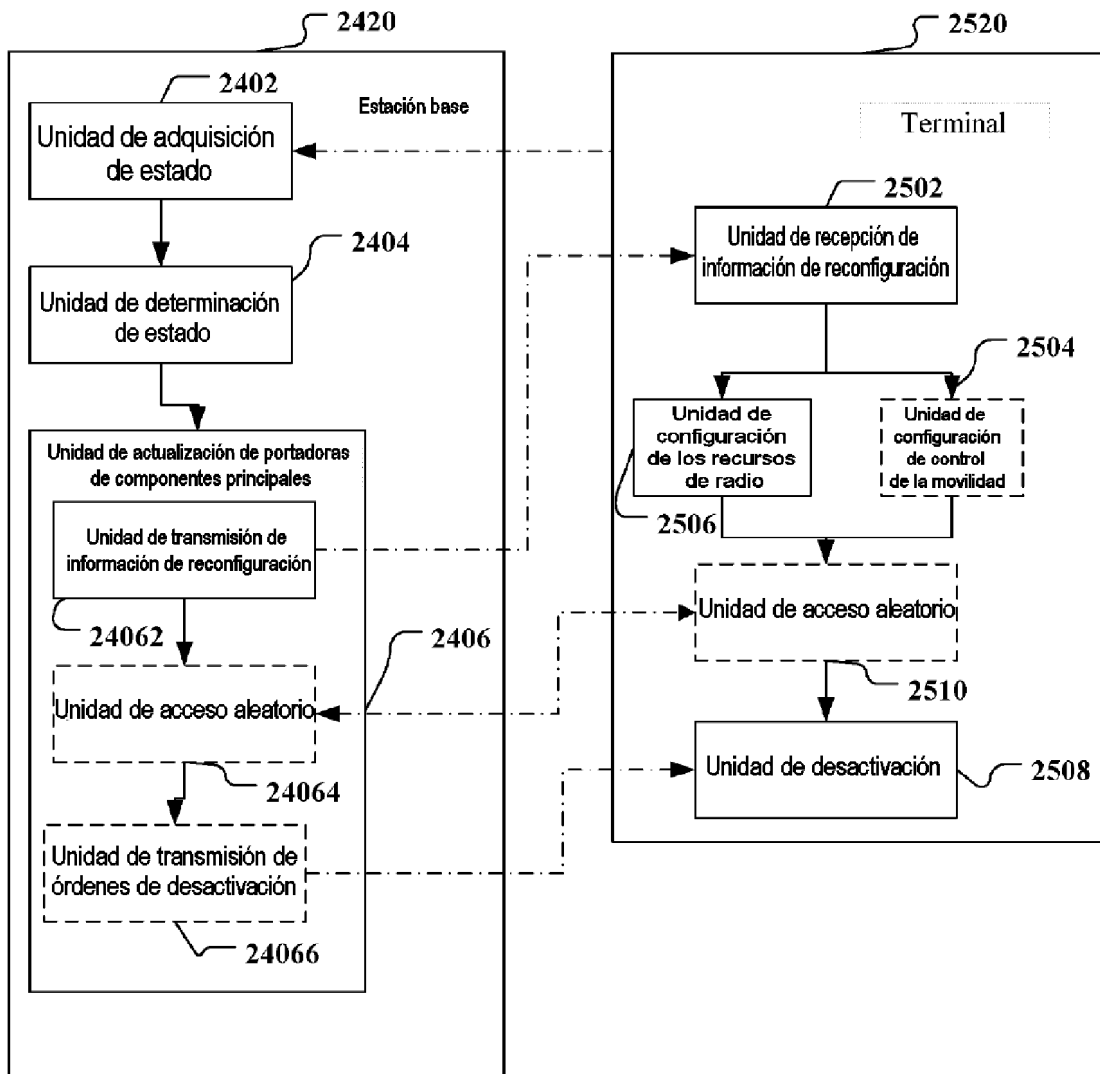 2420
2402
Estación base
Unidad de adquisición
de estado
2404
Unidad de determinación
de estado
Unidad de actualización de portadoras
de componentes principales
Unidad de transmisión de
información de reconfiguración
24062
2406
Unidad de acceso aleatorio
24064
Unidad de transmisión de
órdenes de desactivación
24066
2520
Terminal
2502
Unidad de recepción de
información de reconfiguración
2504
Unidad de
configuración
de los recursos
de radio
2506
Unidad de
configuración
de control
de la movilidad
Unidad de acceso aleatorio
2510
Unidad de desactivación
2508